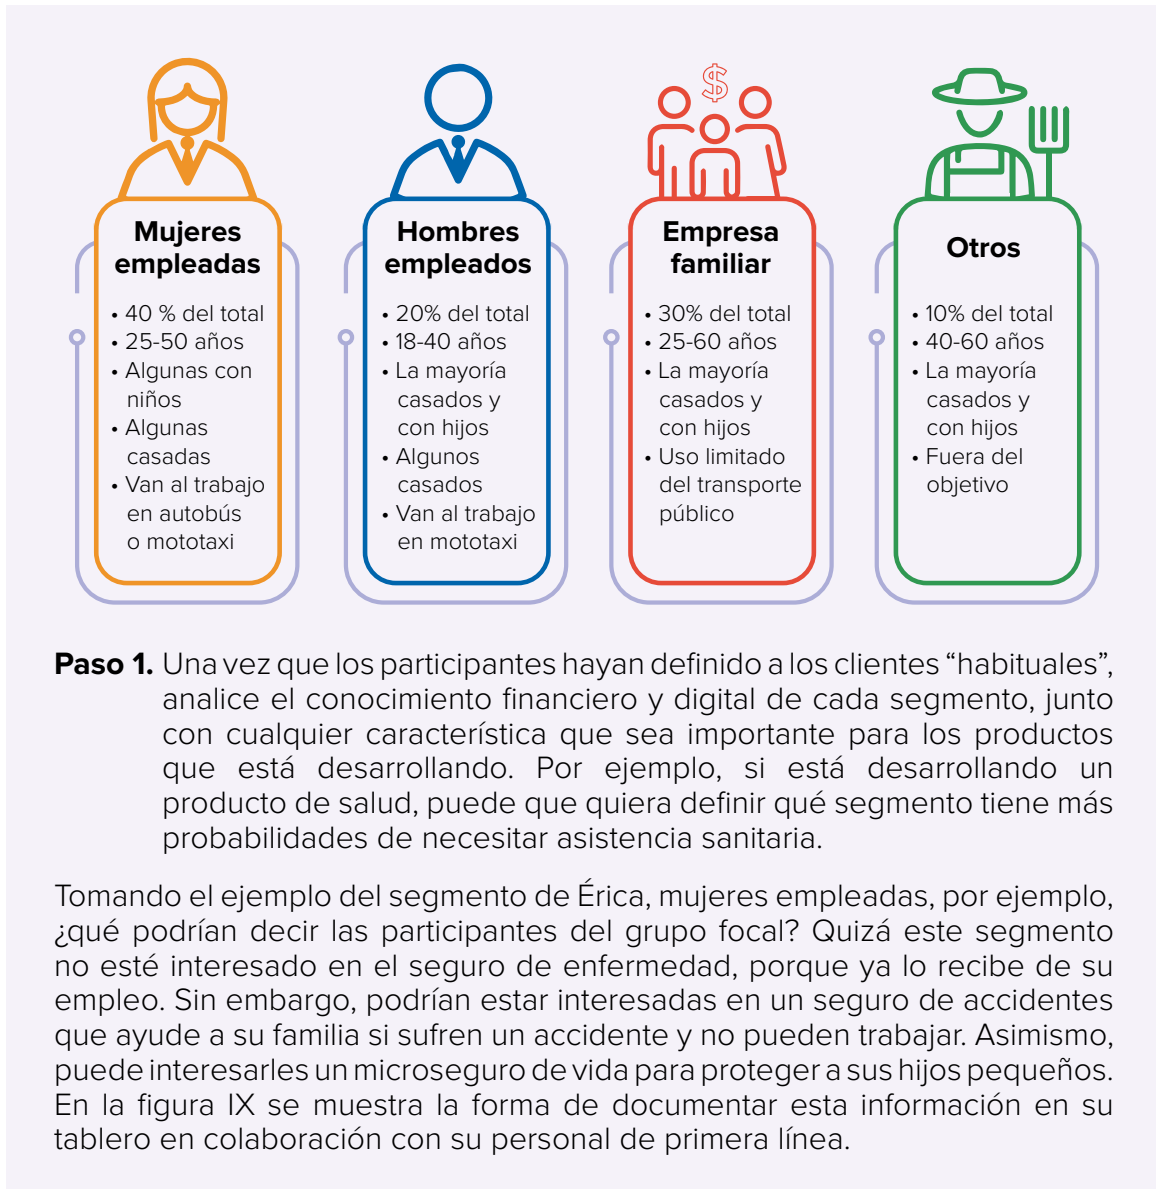 $
Mujeres
empleadas
• 40 % del total
• 25-50 años
• Algunas con
niños
• Algunas
casadas
• Van al trabajo
en autobús
o mototaxi
Hombres
empleados
• 20% del total
• 18-40 años
• La mayoría
casados y
con hijos
• Algunos
casados
• Van al trabajo
en mototaxi
Empresa
familiar
• 30% del total
• 25-60 años
• La mayoría
casados y
con hijos
• Uso limitado
del transporte
público
Otros
• 10% del total
• 40-60 años
• La mayoría
casados y
con hijos
• Fuera del
objetivo
Paso 1. Una vez que los participantes hayan definido a los clientes “habituales”,
analice el conocimiento financiero y digital de cada segmento, junto
con cualquier característica que sea importante para los productos
que está desarrollando. Por ejemplo, si está desarrollando un
producto de salud, puede que quiera definir qué segmento tiene más
probabilidades de necesitar asistencia sanitaria.
Tomando el ejemplo del segmento de Érica, mujeres empleadas, por ejemplo,
¿qué podrían decir las participantes del grupo focal? Quizá este segmento
no esté interesado en el seguro de enfermedad, porque ya lo recibe de su
empleo. Sin embargo, podrían estar interesadas en un seguro de accidentes
que ayude a su familia si sufren un accidente y no pueden trabajar. Asimismo,
puede interesarles un microseguro de vida para proteger a sus hijos pequeños.
En la figura IX se muestra la forma de documentar esta información en su
tablero en colaboración con su personal de primera línea.